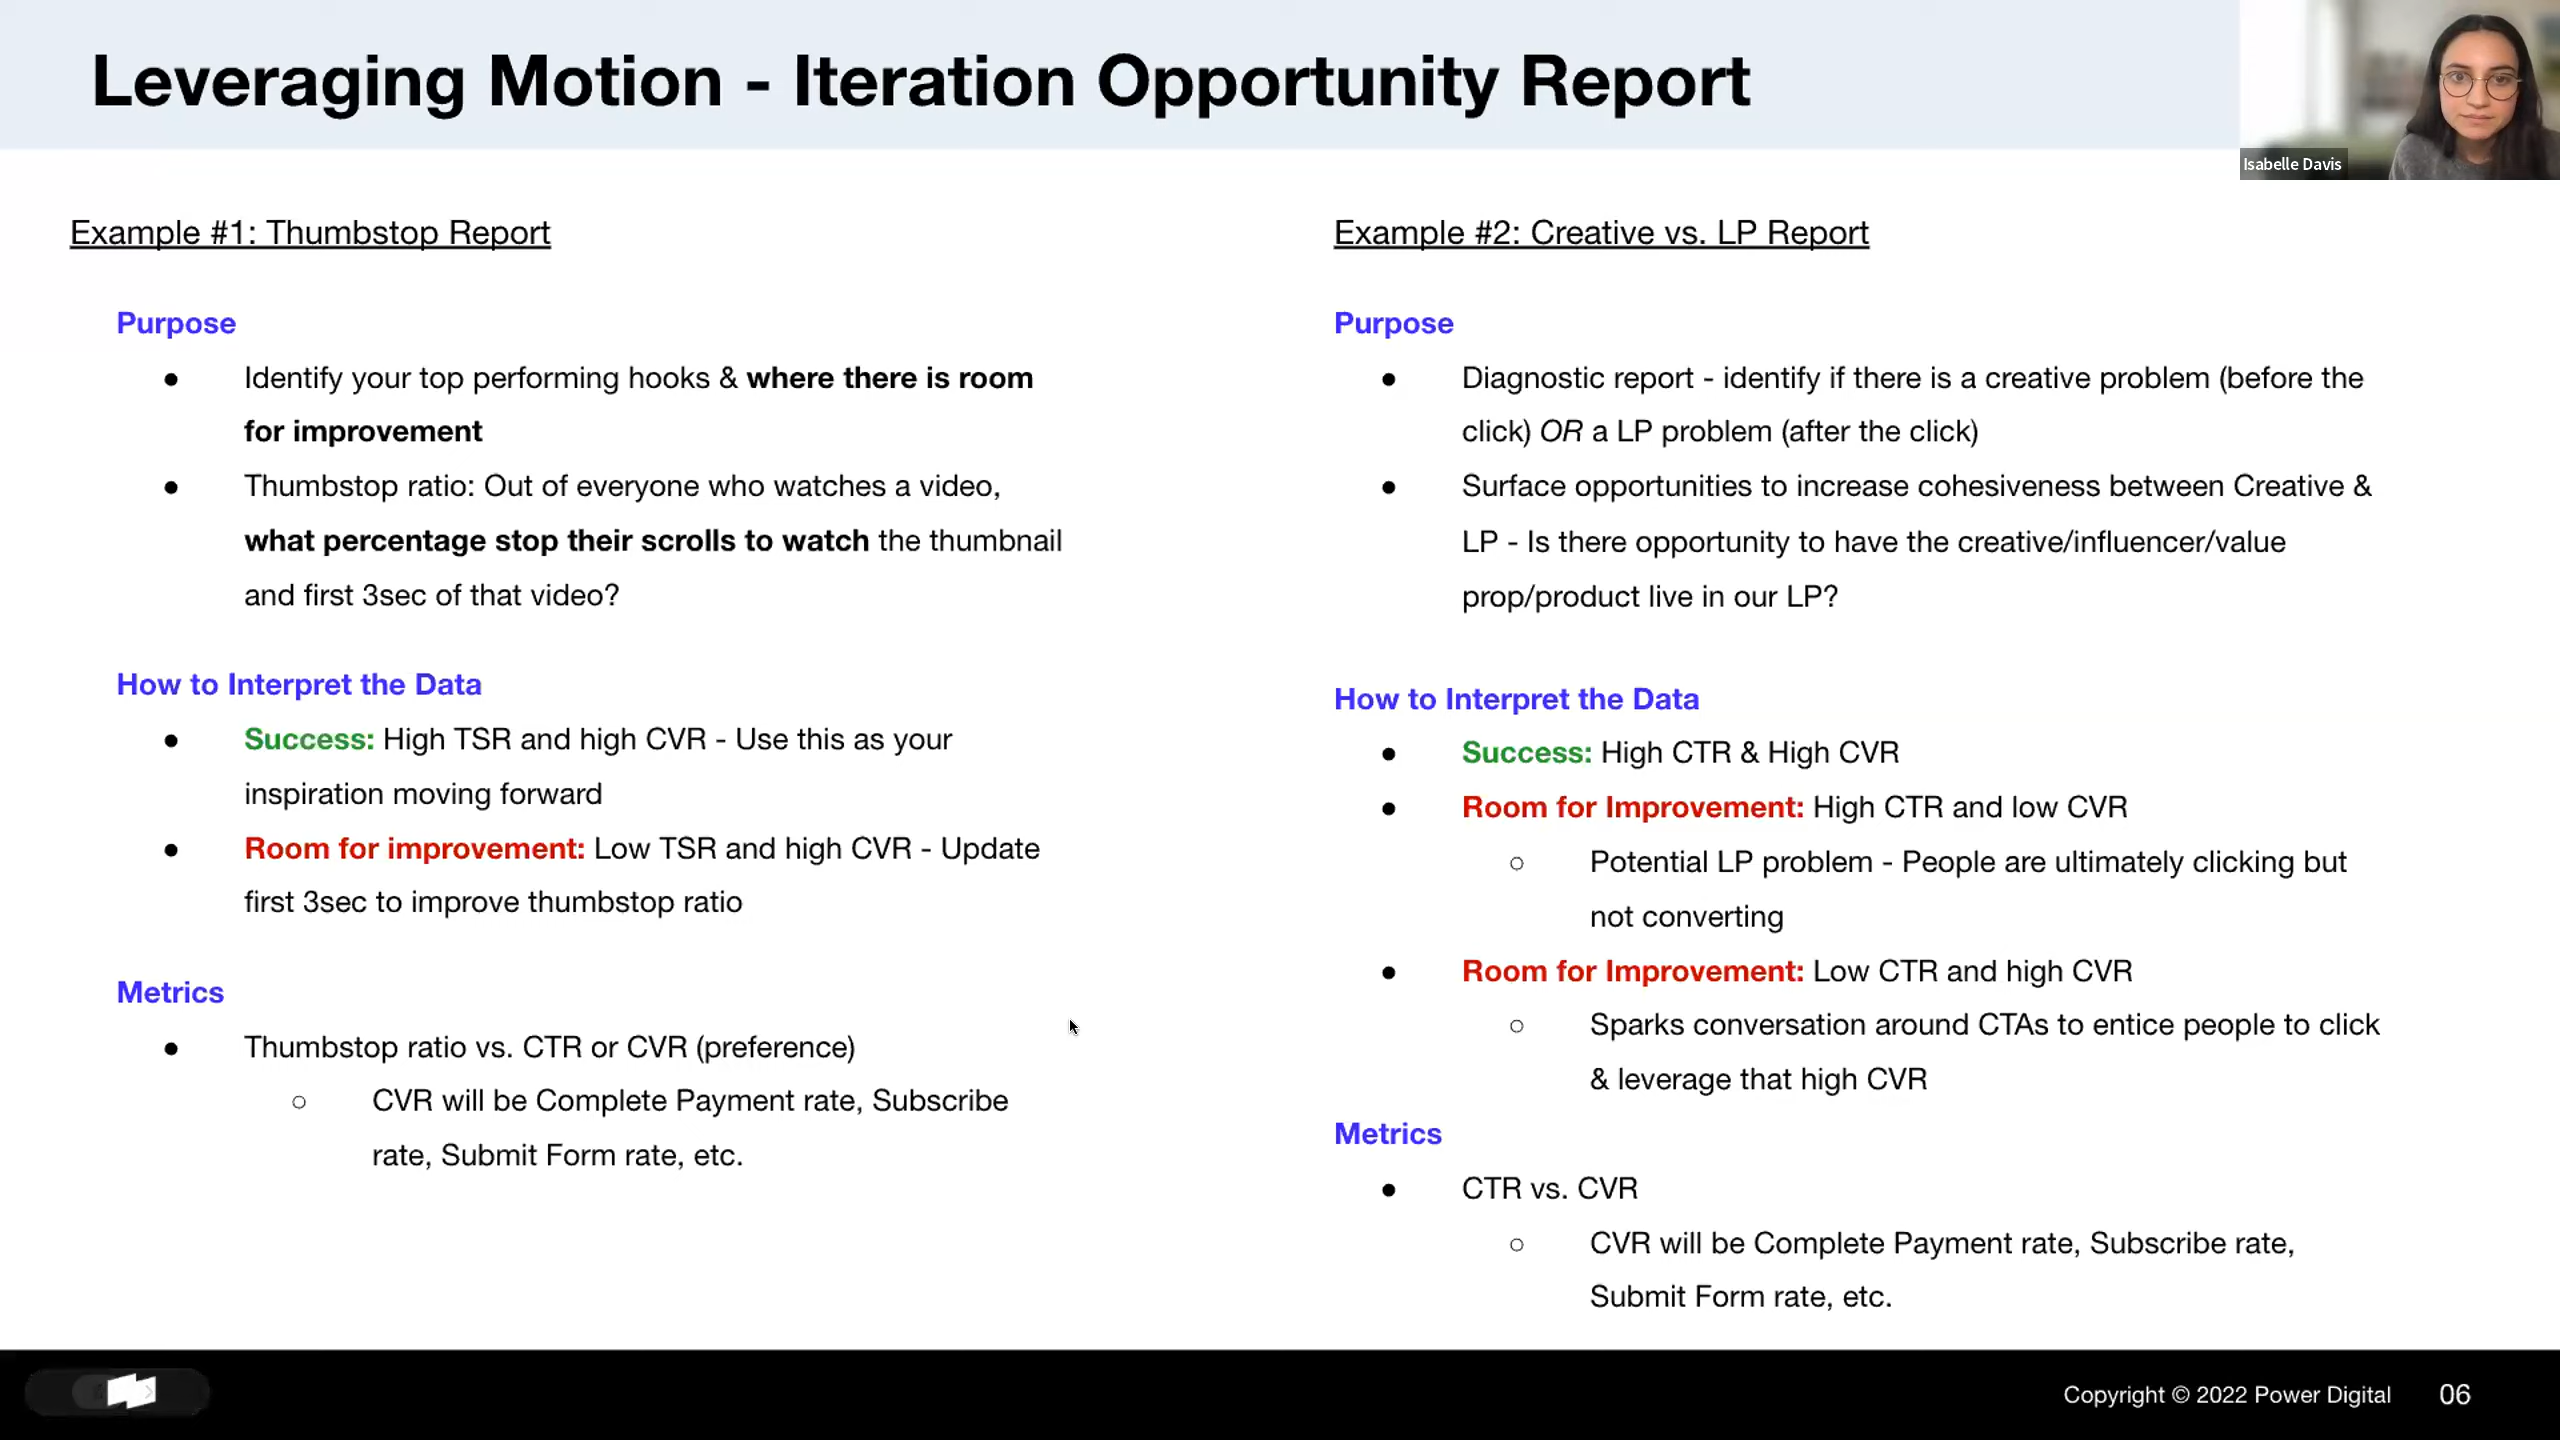 Leveraging Motion - Iteration Opportunity Report
Isabelle Davis
Example #1: Thumbstop Report
Purpose
● Identify your top performing hooks & where there is room
for improvement
● Thumbstop ratio: Out of everyone who watches a video,
what percentage stop their scrolls to watch the thumbnail
and first 3sec of that video?
How to Interpret the Data
● Success: High TSR and high CVR - Use this as your
inspiration moving forward
● Room for improvement: Low TSR and high CVR - Update
first 3sec to improve thumbstop ratio
Metrics
● Thumbstop ratio vs. CTR or CVR (preference)
○ CVR will be Complete Payment rate, Subscribe
rate, Submit Form rate, etc.
Example #2: Creative vs. LP Report
Purpose
● Diagnostic report - identify if there is a creative problem (before the
click) OR a LP problem (after the click)
● Surface opportunities to increase cohesiveness between Creative &
LP - Is there opportunity to have the creative/influencer/value
prop/product live in our LP?
How to Interpret the Data
● Success: High CTR & High CVR
● Room for Improvement: High CTR and low CVR
○ Potential LP problem - People are ultimately clicking but
not converting
● Room for Improvement: Low CTR and high CVR
○ Sparks conversation around CTAs to entice people to click
& leverage that high CVR
Metrics
● CTR vs. CVR
○ CVR will be Complete Payment rate, Subscribe rate,
Submit Form rate, etc.
Copyright © 2022 Power Digital
06